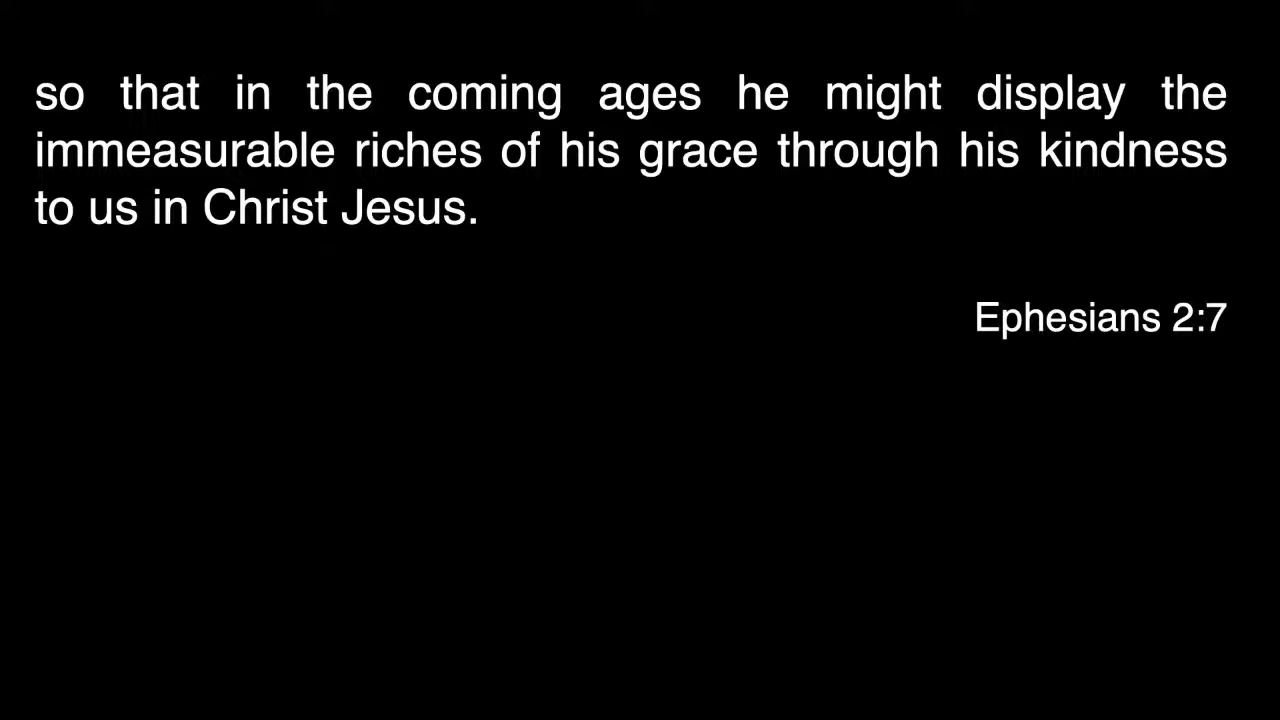 so that in the coming ages he might display the
immeasurable riches of his grace through his kindness
to us in Christ Jesus.
Ephesians 2:7